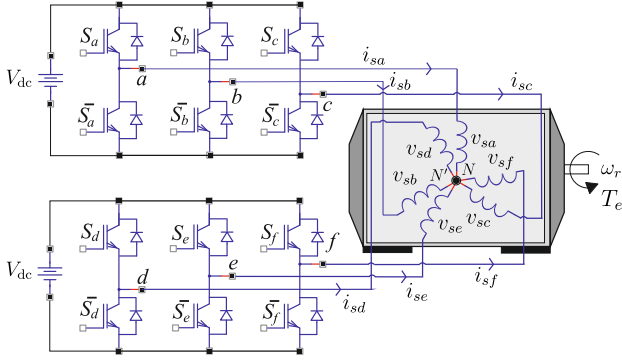 S_a S_b S_c i_sa
V_dc a i_sb
b c i_sc
S̄_a S̄_b S̄_c
v_sd v_sa
v_sb N' N v_sf
ω_r
T_e
v_se v_sc
S_d S_e S_f f
V_dc d e
i_sf
i_se
i_sd
S̄_d S̄_e S̄_f